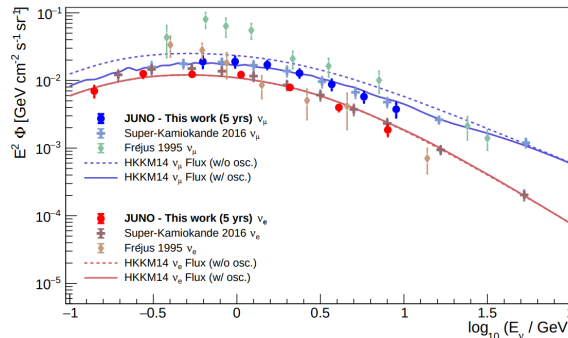 E² Φ [GeV cm⁻² s⁻¹ sr⁻¹]
10⁻¹
10⁻²
10⁻³
10⁻⁴
10⁻⁵
JUNO - This work (5 yrs) νμ
Super-Kamiokande 2016 νμ
Fréjus 1995 νμ
HKKM14 νμ Flux (w/o osc.)
HKKM14 νμ Flux (w/ osc.)
JUNO - This work (5 yrs) νe
Super-Kamiokande 2016 νe
Fréjus 1995 νe
HKKM14 νe Flux (w/o osc.)
HKKM14 νe Flux (w/ osc.)
−1 −0.5 0 0.5 1 1.5 2
log₁₀ (Eν / GeV